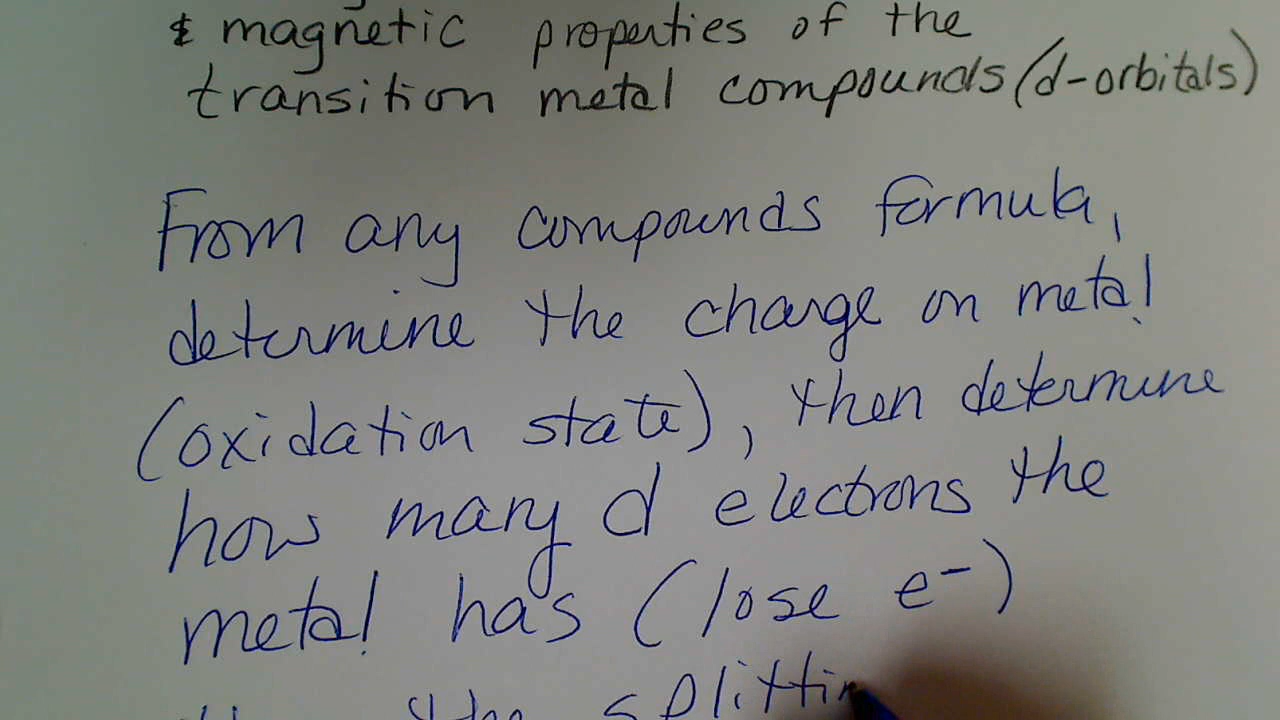 & magnetic properties of the
transition metal compounds (d-orbitals)
From any compounds formula,
determine the charge on metal
(oxidation state), then determine
how many d electrons the
metal has (lose e⁻)
the splittin